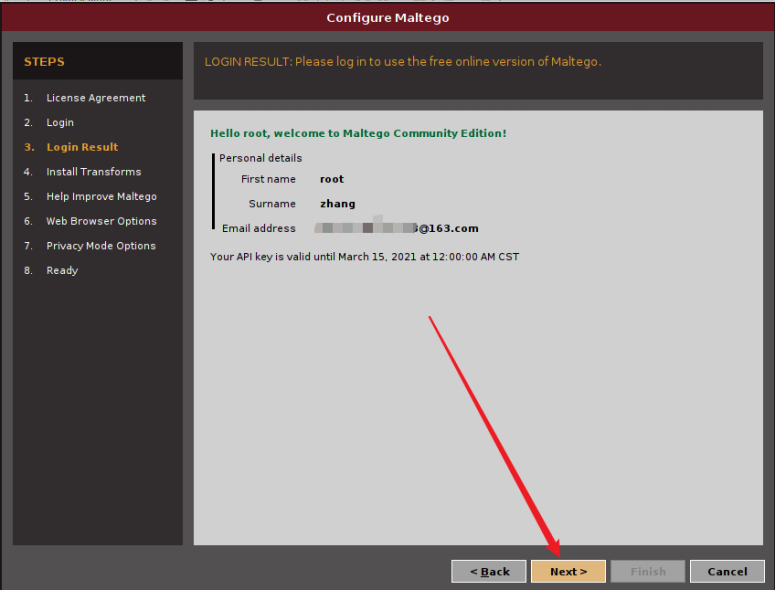 Configure Maltego
STEPS
1. License Agreement
2. Login
3. Login Result
4. Install Transforms
5. Help Improve Maltego
6. Web Browser Options
7. Privacy Mode Options
8. Ready
LOGIN RESULT: Please log in to use the free online version of Maltego.
Hello root, welcome to Maltego Community Edition!
Personal details
First name root
Surname zhang
Email address @163.com
Your API key is valid until March 15, 2021 at 12:00:00 AM CST
< Back Next > Finish Cancel